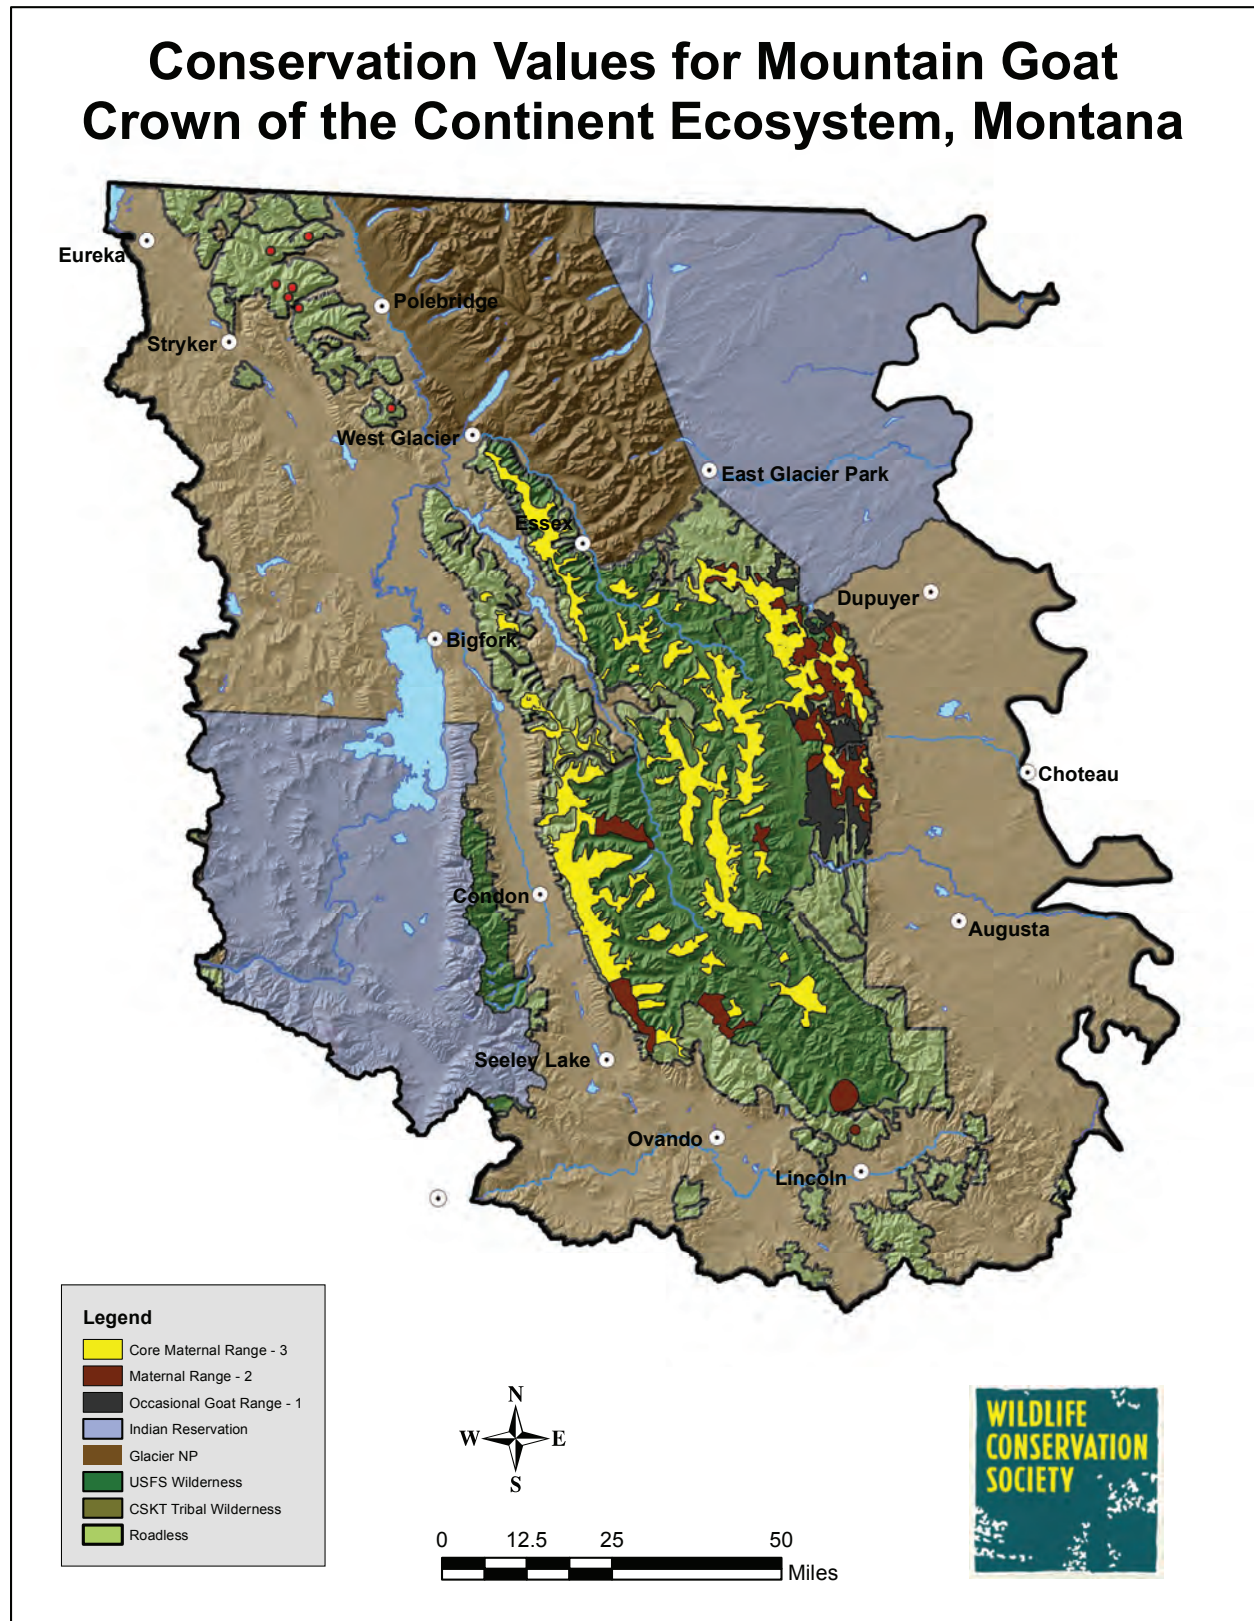 Conservation Values for Mountain Goat
Crown of the Continent Ecosystem, Montana
Eureka
Polebridge
Stryker
West Glacier
East Glacier Park
Essex
Dupuyer
Bigfork
Choteau
Condon
Augusta
Seeley Lake
Ovando
Lincoln
Legend
Core Maternal Range - 3
Maternal Range - 2
Occasional Goat Range - 1
Indian Reservation
Glacier NP
USFS Wilderness
CSKT Tribal Wilderness
Roadless
N
W E
S
0 12.5 25 50
Miles
WILDLIFE
CONSERVATION
SOCIETY